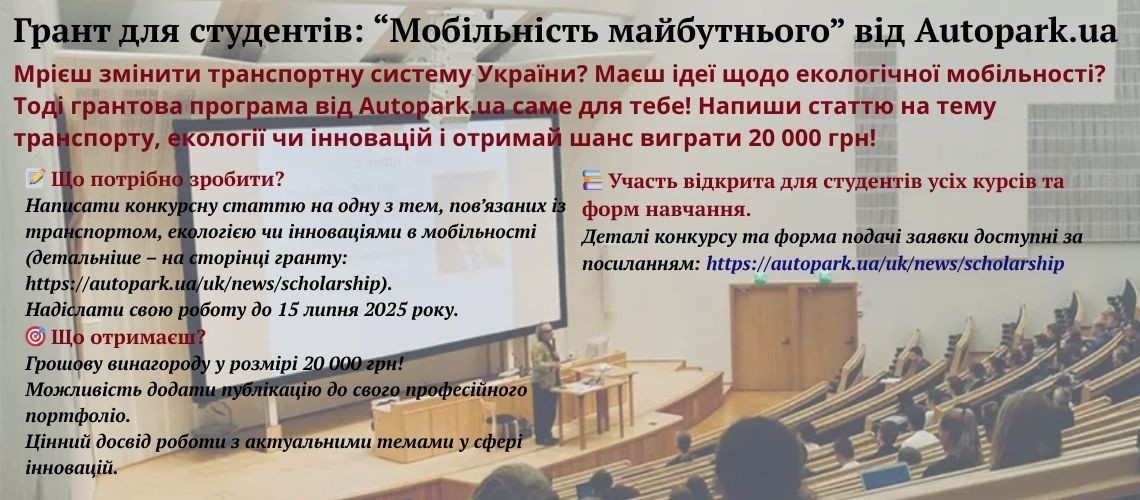 Грант для студентів: “Мобільність майбутнього” від Autopark.ua
Мрієш змінити транспортну систему України? Маєш ідеї щодо екологічної мобільності?
Тоді грантова програма від Autopark.ua саме для тебе! Напиши статтю на тему
транспорту, екології чи інновацій і отримай шанс виграти 20 000 грн!
📝 Що потрібно зробити?
Написати конкурсну статтю на одну з тем, пов’язаних із
транспортом, екологією чи інноваціями в мобільності
(детальніше – на сторінці гранту:
https://autopark.ua/uk/news/scholarship).
Надіслати свою роботу до 15 липня 2025 року.
🎯 Що отримаєш?
Грошову винагороду у розмірі 20 000 грн!
Можливість додати публікацію до свого професійного
портфоліо.
Цінний досвід роботи з актуальними темами у сфері
інновацій.
📚 Участь відкрита для студентів усіх курсів та
форм навчання.
Деталі конкурсу та форма подачі заявки доступні за
посиланням: https://autopark.ua/uk/news/scholarship